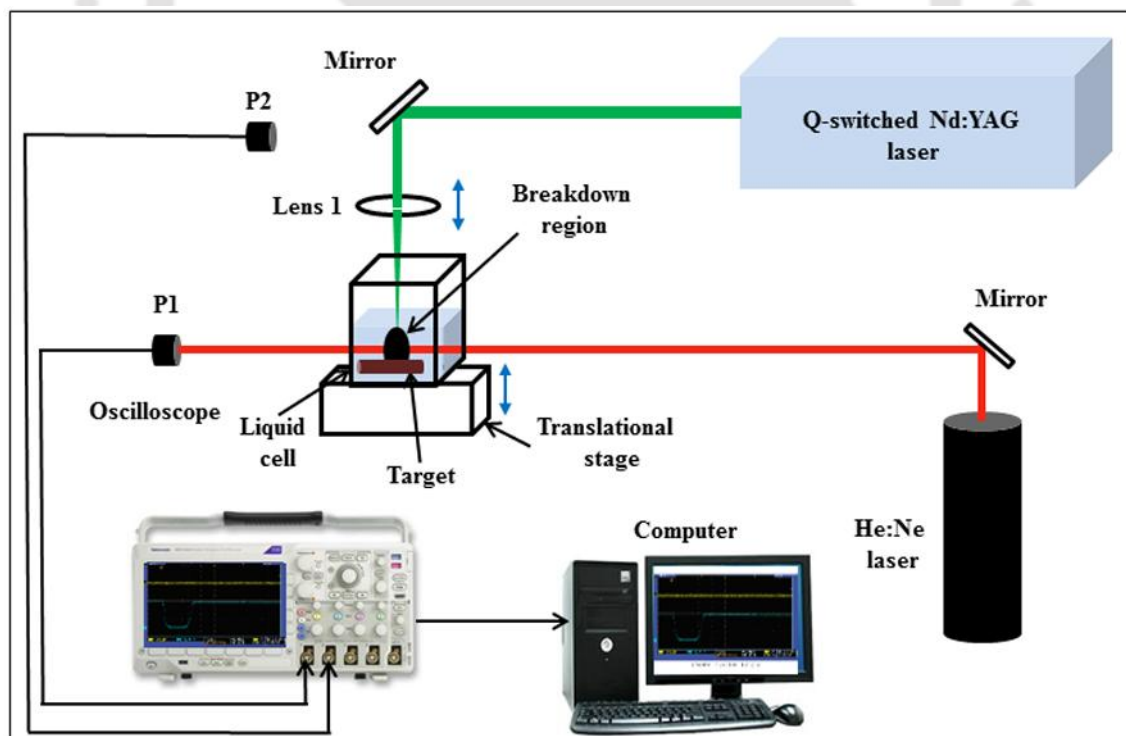 Mirror
P2
Q-switched Nd:YAG
laser
Lens 1
Breakdown
region
P1
Mirror
Oscilloscope
Liquid
cell
Target
Translational
stage
He:Ne
laser
Computer
Tektronix